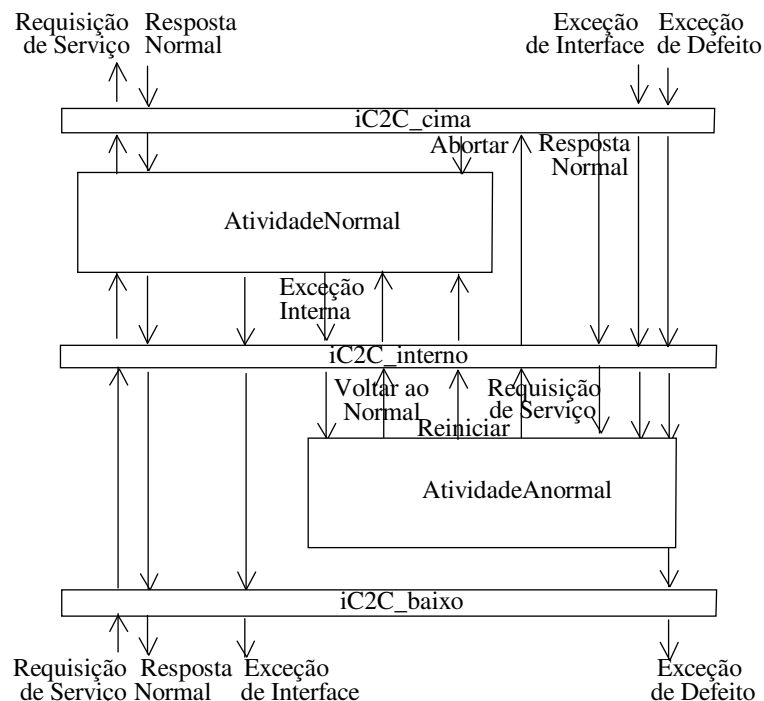 Requisição Resposta Exceção Exceção
de Serviço Normal de Interface de Defeito
iC2C_cima
Abortar Resposta
Normal
AtividadeNormal
Exceção
Interna
iC2C_interno
Voltar ao Requisição
Normal de Serviço
Reiniciar
AtividadeAnormal
iC2C_baixo
Requisição Resposta Exceção Exceção
de Servico Normal de Interface de Defeito